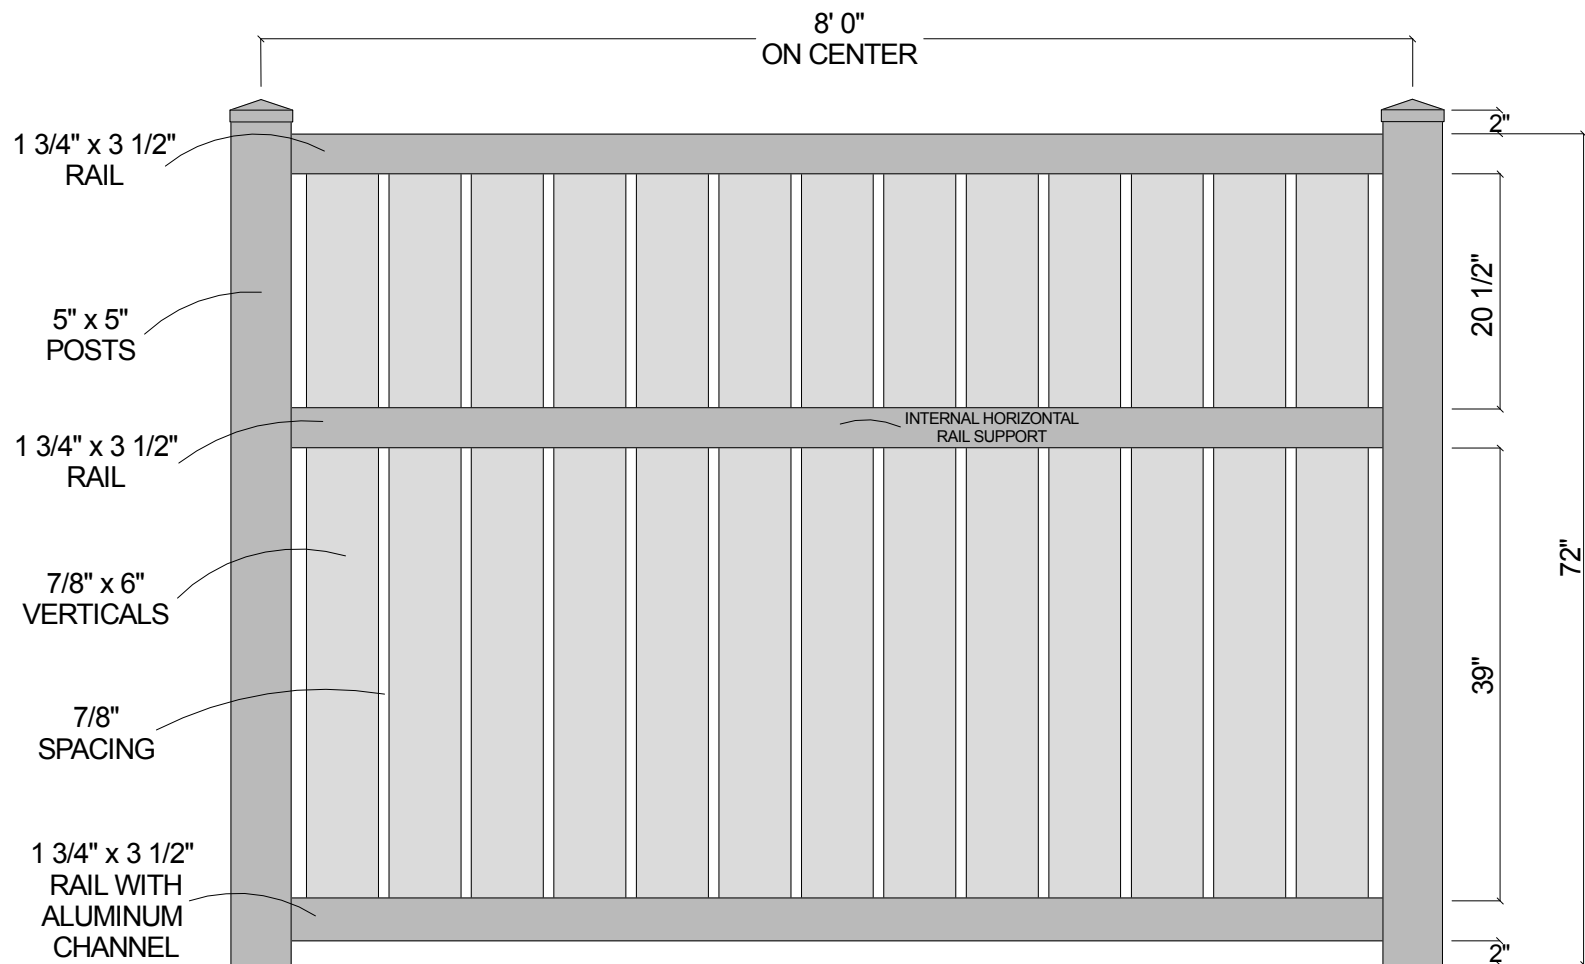 8' 0"
ON CENTER
2"
1 3/4" x 3 1/2"
RAIL
20 1/2"
5" x 5"
POSTS
INTERNAL HORIZONTAL
RAIL SUPPORT
1 3/4" x 3 1/2"
RAIL
72"
7/8" x 6"
VERTICALS
39"
7/8"
SPACING
1 3/4" x 3 1/2"
RAIL WITH
ALUMINUM
CHANNEL
2"